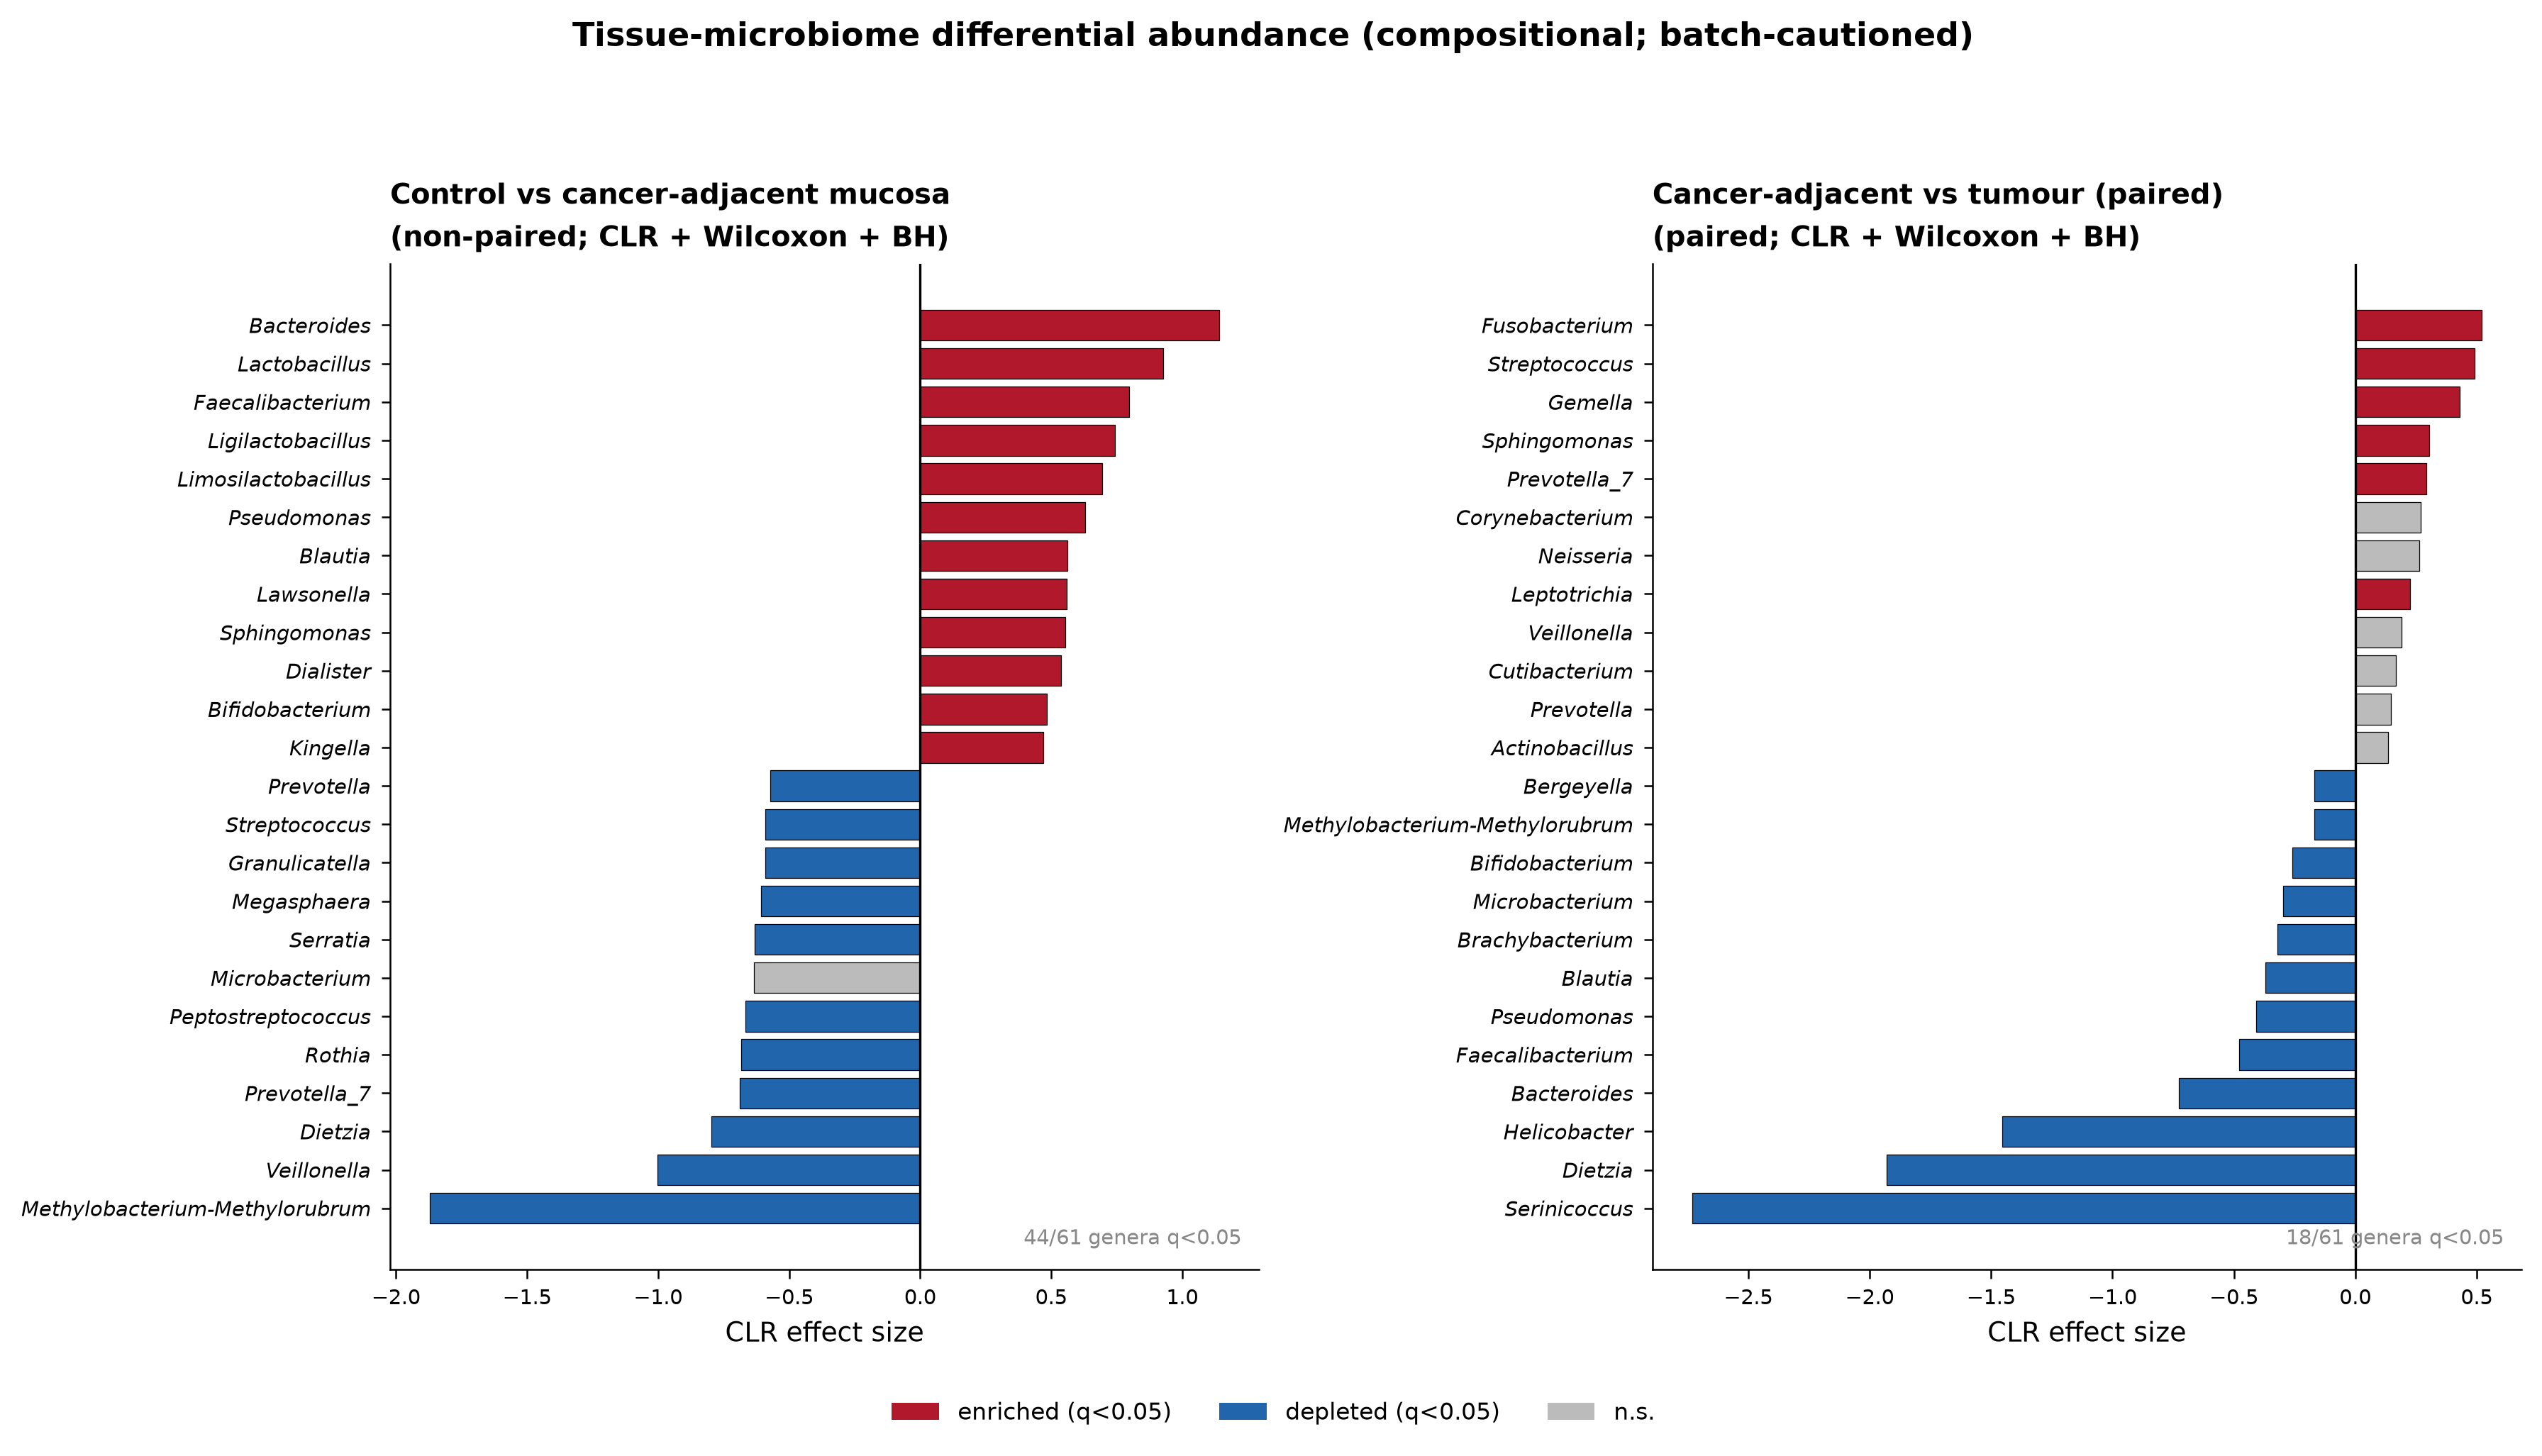 Tissue-microbiome differential abundance (compositional; batch-cautioned)
Control vs cancer-adjacent mucosa
(non-paired; CLR + Wilcoxon + BH)
Bacteroides
Lactobacillus
Faecalibacterium
Ligilactobacillus
Limosilactobacillus
Pseudomonas
Blautia
Lawsonella
Sphingomonas
Dialister
Bifidobacterium
Kingella
Prevotella
Streptococcus
Granulicatella
Megasphaera
Serratia
Microbacterium
Peptostreptococcus
Rothia
Prevotella_7
Dietzia
Veillonella
Methylobacterium-Methylorubrum
44/61 genera q<0.05
−2.0 −1.5 −1.0 −0.5 0.0 0.5 1.0
CLR effect size
Cancer-adjacent vs tumour (paired)
(paired; CLR + Wilcoxon + BH)
Fusobacterium
Streptococcus
Gemella
Sphingomonas
Prevotella_7
Corynebacterium
Neisseria
Leptotrichia
Veillonella
Cutibacterium
Prevotella
Actinobacillus
Bergeyella
Methylobacterium-Methylorubrum
Bifidobacterium
Microbacterium
Brachybacterium
Blautia
Pseudomonas
Faecalibacterium
Bacteroides
Helicobacter
Dietzia
Serinicoccus
18/61 genera q<0.05
−2.5 −2.0 −1.5 −1.0 −0.5 0.0 0.5
CLR effect size
enriched (q<0.05) depleted (q<0.05) n.s.